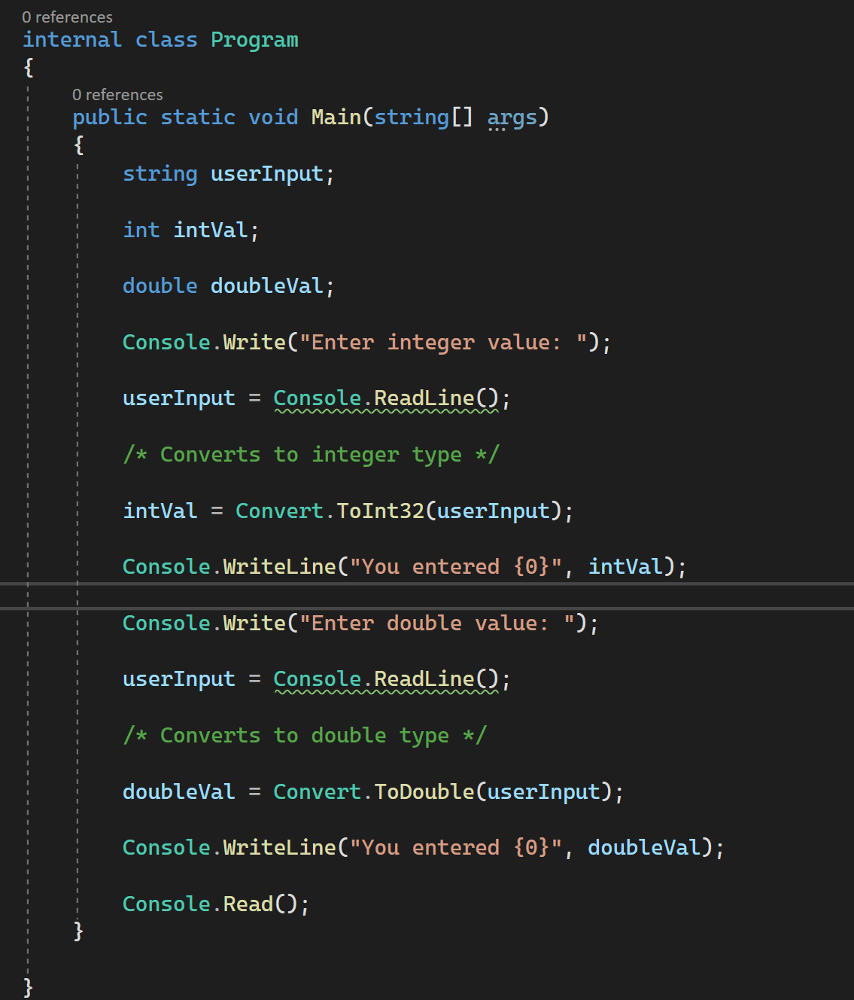 0 references
internal class Program
{
0 references
public static void Main(string[] args)
{
string userInput;
int intVal;
double doubleVal;
Console.Write("Enter integer value: ");
userInput = Console.ReadLine();
/* Converts to integer type */
intVal = Convert.ToInt32(userInput);
Console.WriteLine("You entered {0}", intVal);
Console.Write("Enter double value: ");
userInput = Console.ReadLine();
/* Converts to double type */
doubleVal = Convert.ToDouble(userInput);
Console.WriteLine("You entered {0}", doubleVal);
Console.Read();
}
}